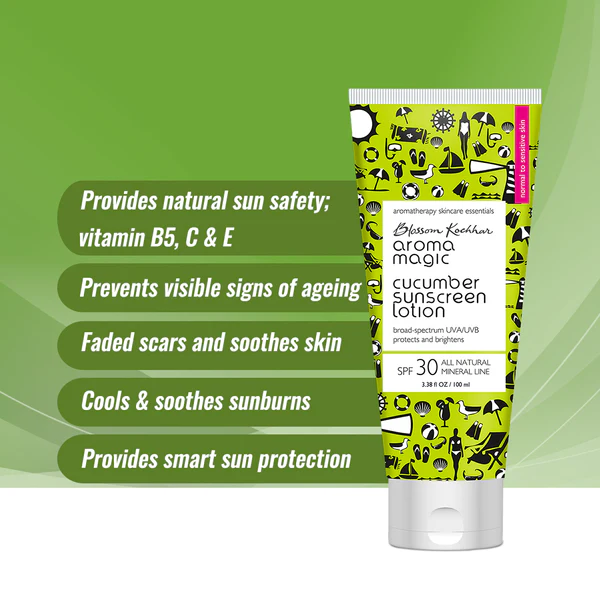 Provides natural sun safety;
vitamin B5, C & E
Prevents visible signs of ageing
Faded scars and soothes skin
Cools & soothes sunburns
Provides smart sun protection
normal to sensitive skin
aromatherapy skincare essentials
Blossom Kochhar
aroma
magic
cucumber
sunscreen
lotion
broad-spectrum UVA/UVB
protects and brightens
SPF 30 ALL NATURAL
MINERAL LINE
3.38 fl OZ / 100 ml